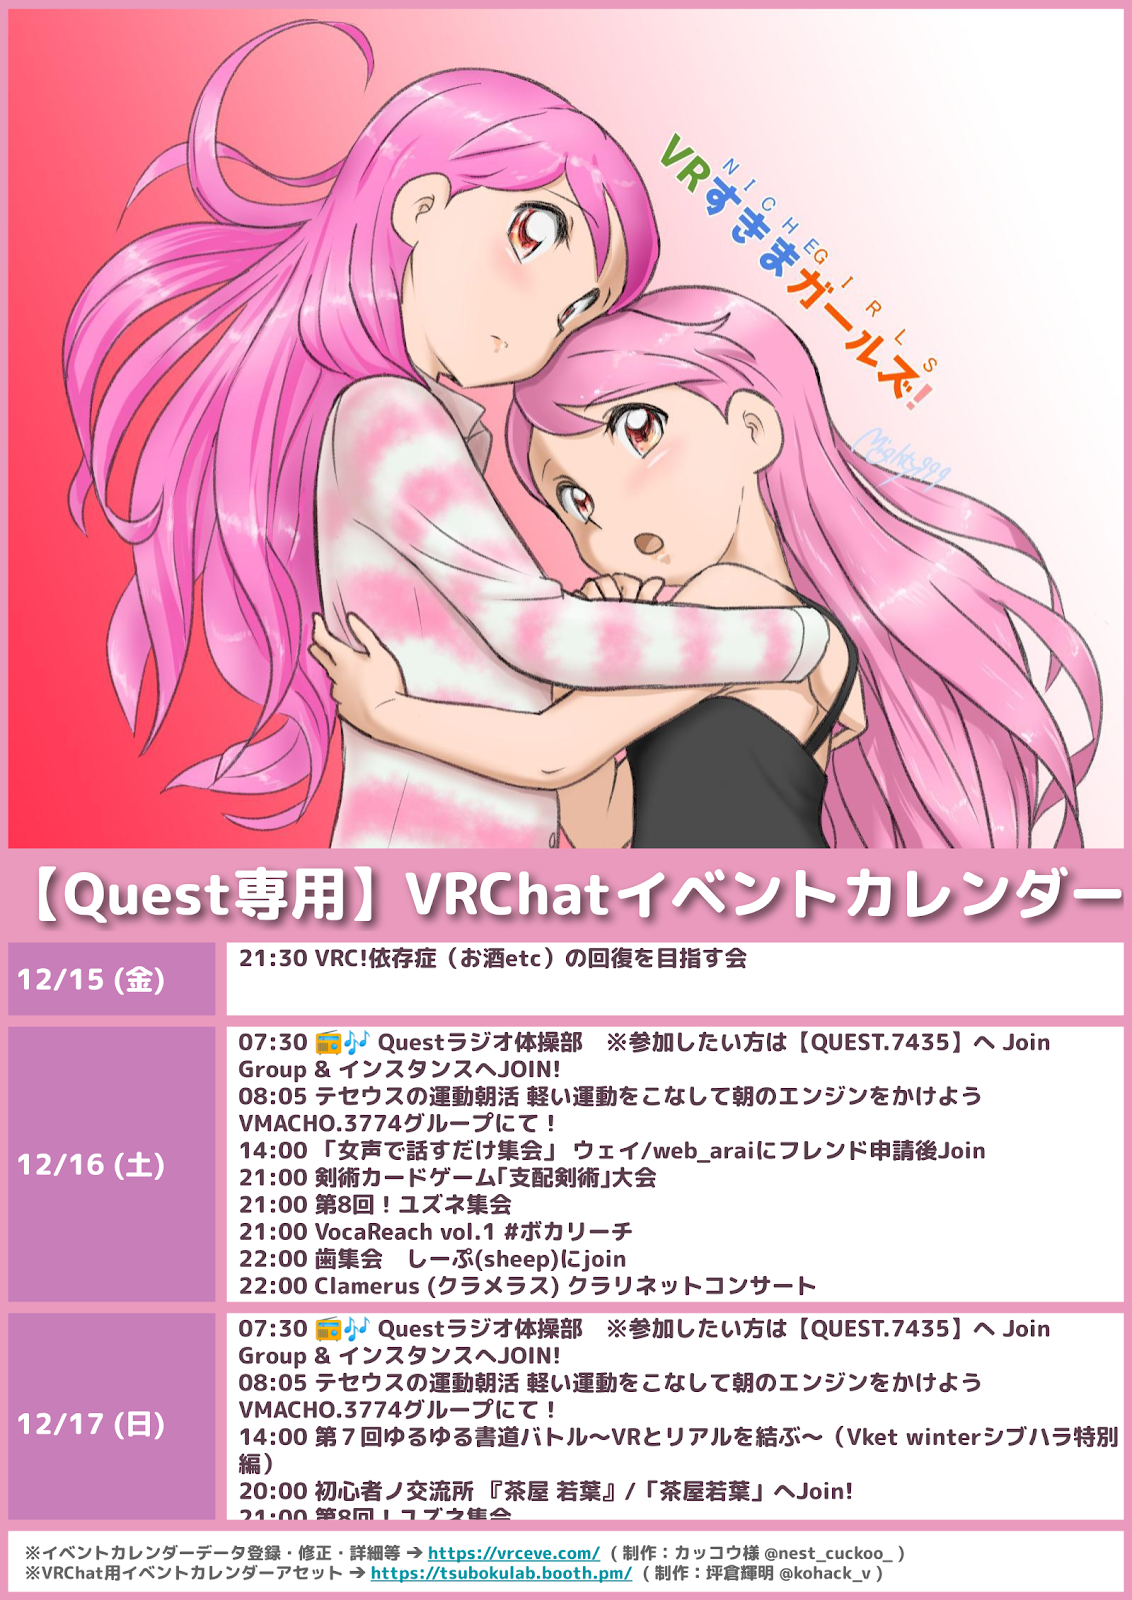 NICHE GIRLS
VRすきまガールズ!
Mighty999
【Quest専用】VRChatイベントカレンダー
12/15 (金)
21:30 VRC!依存症（お酒etc）の回復を目指す会
12/16 (土)
07:30 📻🎶 Questラジオ体操部　※参加したい方は【QUEST.7435】へ Join
Group & インスタンスへJOIN!
08:05 テセウスの運動朝活 軽い運動をこなして朝のエンジンをかけよう
VMACHO.3774グループにて！
14:00 「女声で話すだけ集会」 ウェイ/web_araiにフレンド申請後Join
21:00 剣術カードゲーム｢支配剣術｣大会
21:00 第8回！ユズネ集会
21:00 VocaReach vol.1 #ボカリーチ
22:00 歯集会　しーぷ(sheep)にjoin
22:00 Clamerus (クラメラス) クラリネットコンサート
12/17 (日)
07:30 📻🎶 Questラジオ体操部　※参加したい方は【QUEST.7435】へ Join
Group & インスタンスへJOIN!
08:05 テセウスの運動朝活 軽い運動をこなして朝のエンジンをかけよう
VMACHO.3774グループにて！
14:00 第７回ゆるゆる書道バトル～VRとリアルを結ぶ～（Vket winterシブハラ特別
編）
20:00 初心者ノ交流所 『茶屋 若葉』/「茶屋若葉」へJoin!
21:00 第8回！ユズネ集会
※イベントカレンダーデータ登録・修正・詳細等 ➔ https://vrceve.com/ ( 制作：カッコウ様 @nest_cuckoo_ )
※VRChat用イベントカレンダーアセット ➔ https://tsubokulab.booth.pm/ ( 制作：坪倉輝明 @kohack_v )